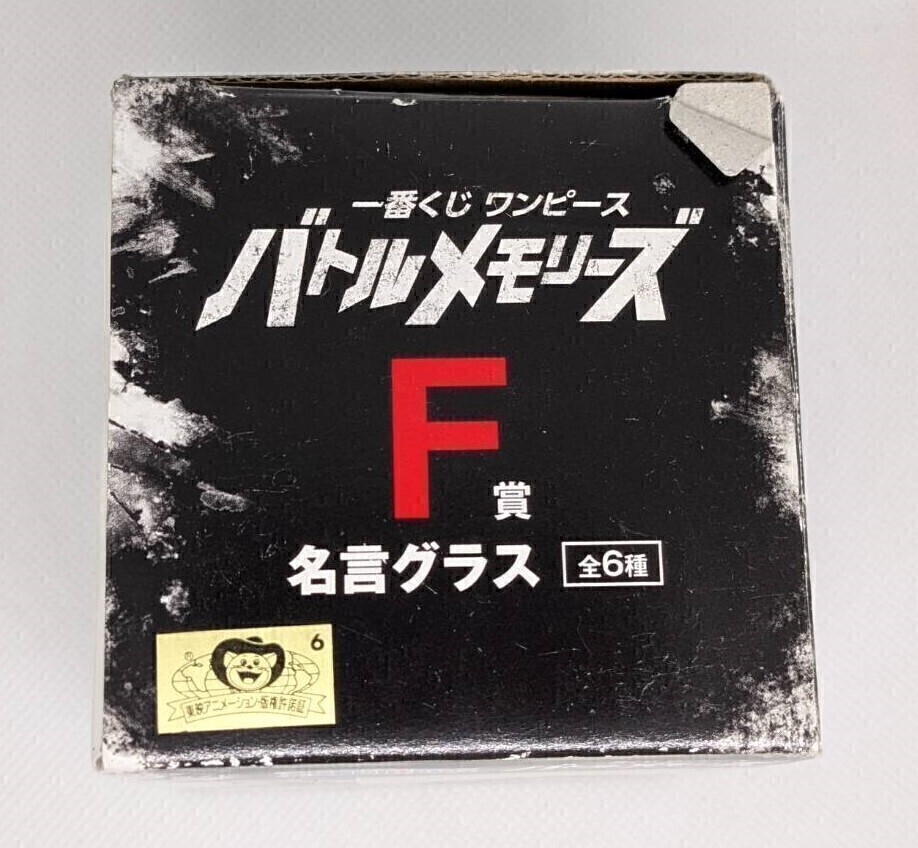 一番くじ ワンピース
バトルメモリーズ
F賞
名言グラス 全6種
6
東映アニメーション・版権許諾証